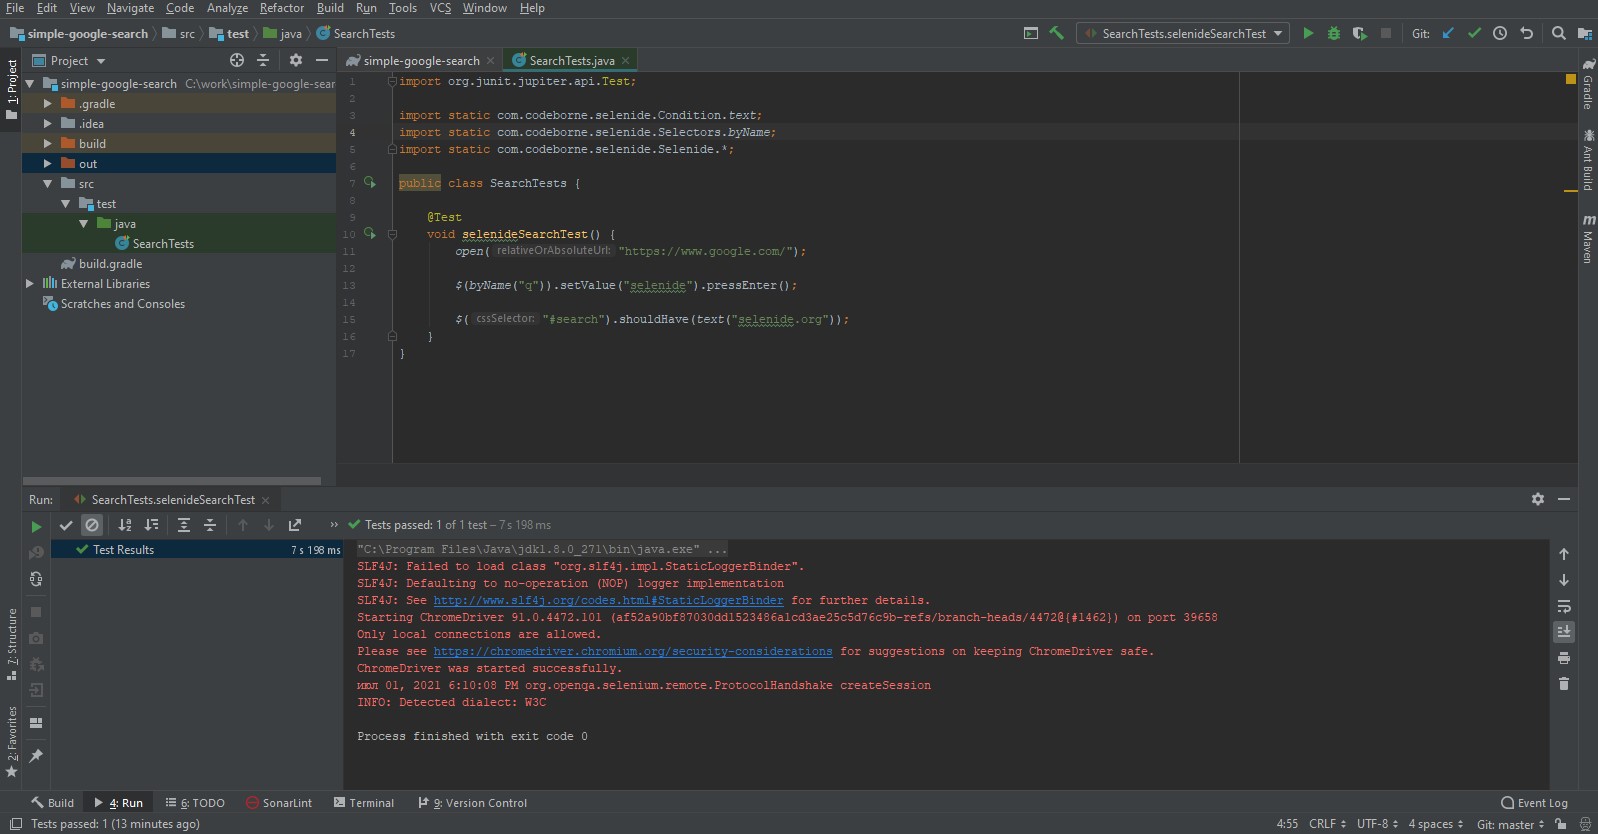 File Edit View Navigate Code Analyze Refactor Build Run Tools VCS Window Help
simple-google-search src test java SearchTests SearchTests.selenideSearchTest Git:
1: Project
Project
simple-google-search C:\work\simple-google-sear
.gradle
.idea
build
out
src
test
java
SearchTests
build.gradle
External Libraries
Scratches and Consoles
simple-google-search SearchTests.java
1 import org.junit.jupiter.api.Test;
2
3 import static com.codeborne.selenide.Condition.text;
4 import static com.codeborne.selenide.Selectors.byName;
5 import static com.codeborne.selenide.Selenide.*;
6
7 public class SearchTests {
8
9 @Test
10 void selenideSearchTest() {
11 open( relativeOrAbsoluteUrl: "https://www.google.com/");
12
13 $(byName("q")).setValue("selenide").pressEnter();
14
15 $( cssSelector: "#search").shouldHave(text("selenide.org"));
16 }
17 }
Gradle
Ant Build
m Maven
Run: SearchTests.selenideSearchTest
Tests passed: 1 of 1 test – 7 s 198 ms
Test Results 7 s 198 ms
"C:\Program Files\Java\jdk1.8.0_271\bin\java.exe" ...
SLF4J: Failed to load class "org.slf4j.impl.StaticLoggerBinder".
SLF4J: Defaulting to no-operation (NOP) logger implementation
SLF4J: See http://www.slf4j.org/codes.html#StaticLoggerBinder for further details.
Starting ChromeDriver 91.0.4472.101 (af52a90bf87030dd1523486a1cd3ae25c5d76c9b-refs/branch-heads/4472@{#1462}) on port 39658
Only local connections are allowed.
Please see https://chromedriver.chromium.org/security-considerations for suggestions on keeping ChromeDriver safe.
ChromeDriver was started successfully.
июл 01, 2021 6:10:08 PM org.openqa.selenium.remote.ProtocolHandshake createSession
INFO: Detected dialect: W3C
Process finished with exit code 0
7: Structure
2: Favorites
Build 4: Run 6: TODO SonarLint Terminal 9: Version Control Event Log
Tests passed: 1 (13 minutes ago) 4:55 CRLF UTF-8 4 spaces Git: master